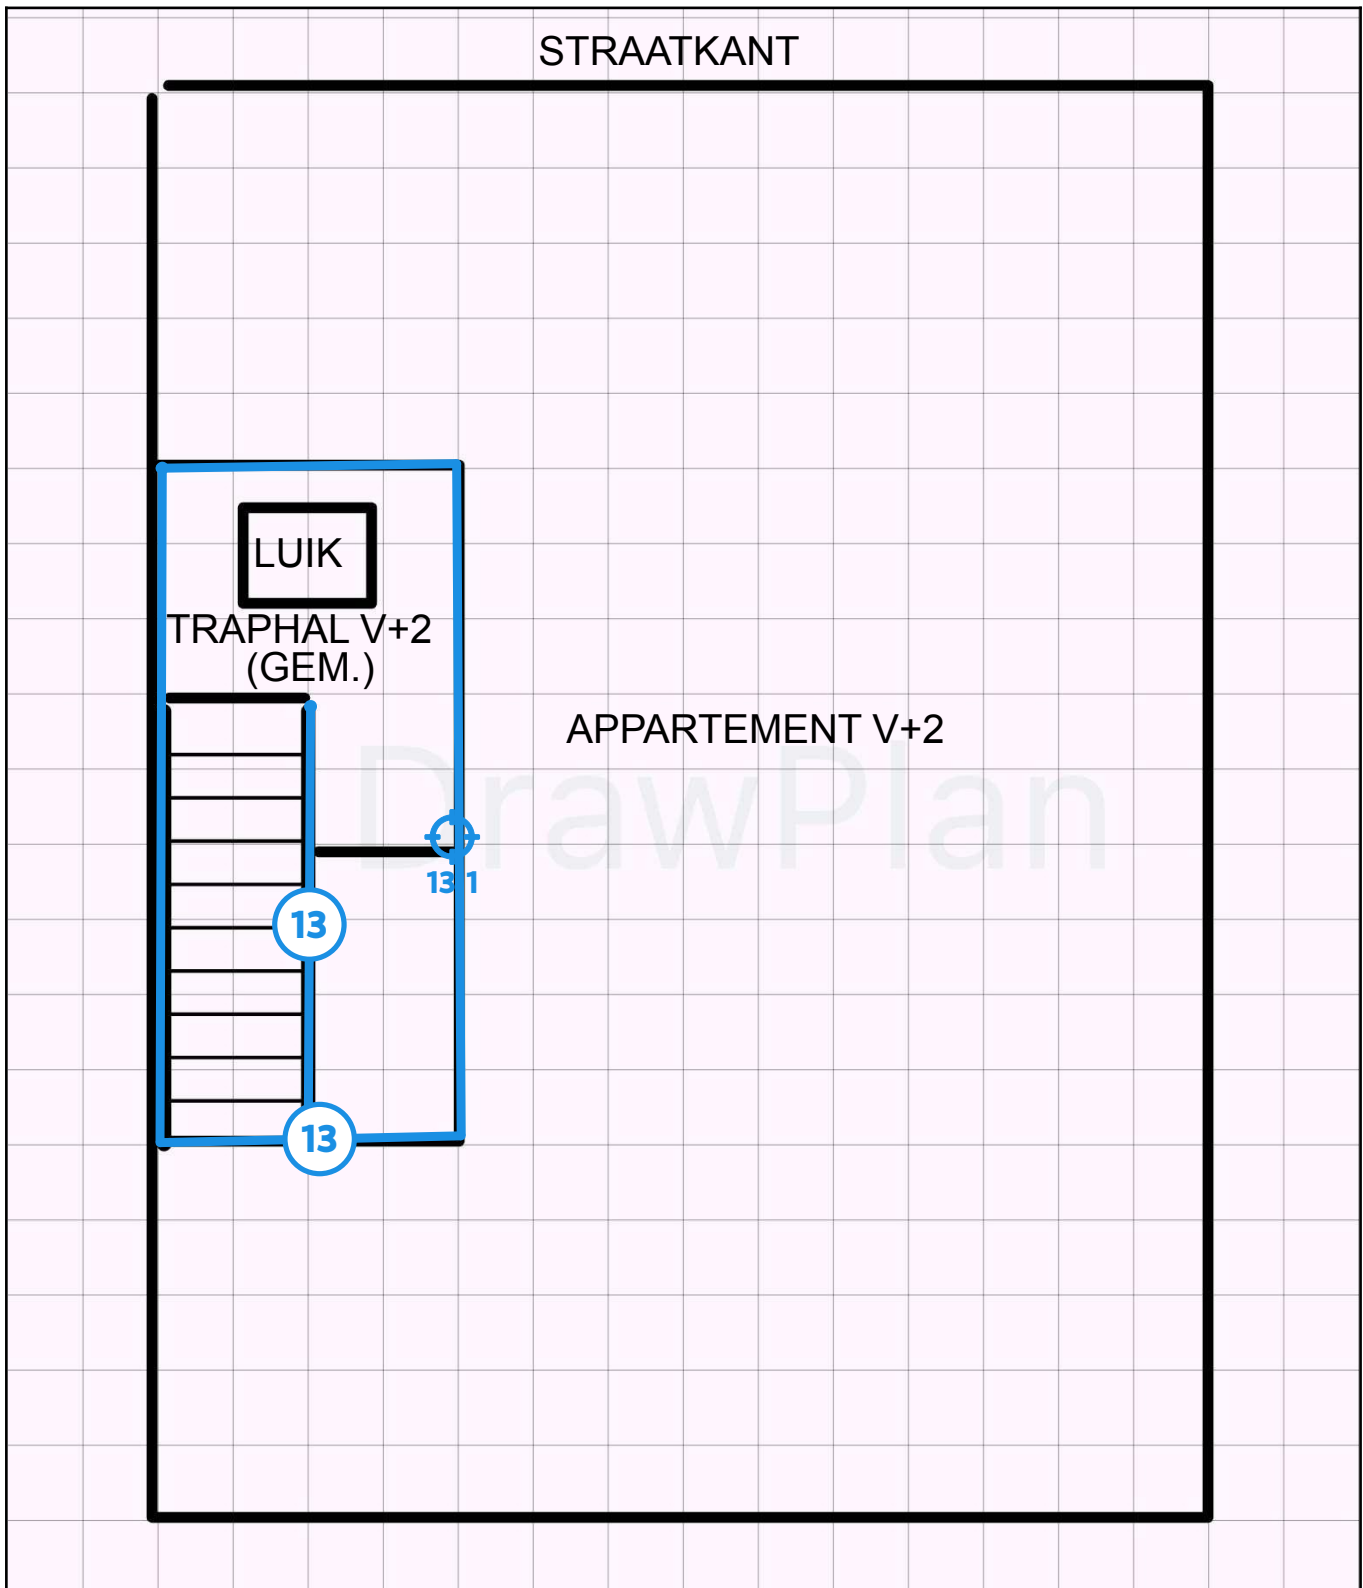 STRAATKANT
LUIK
TRAPHAL V+2
(GEM.)
APPARTEMENT V+2
DrawPlan
13.1
13
13